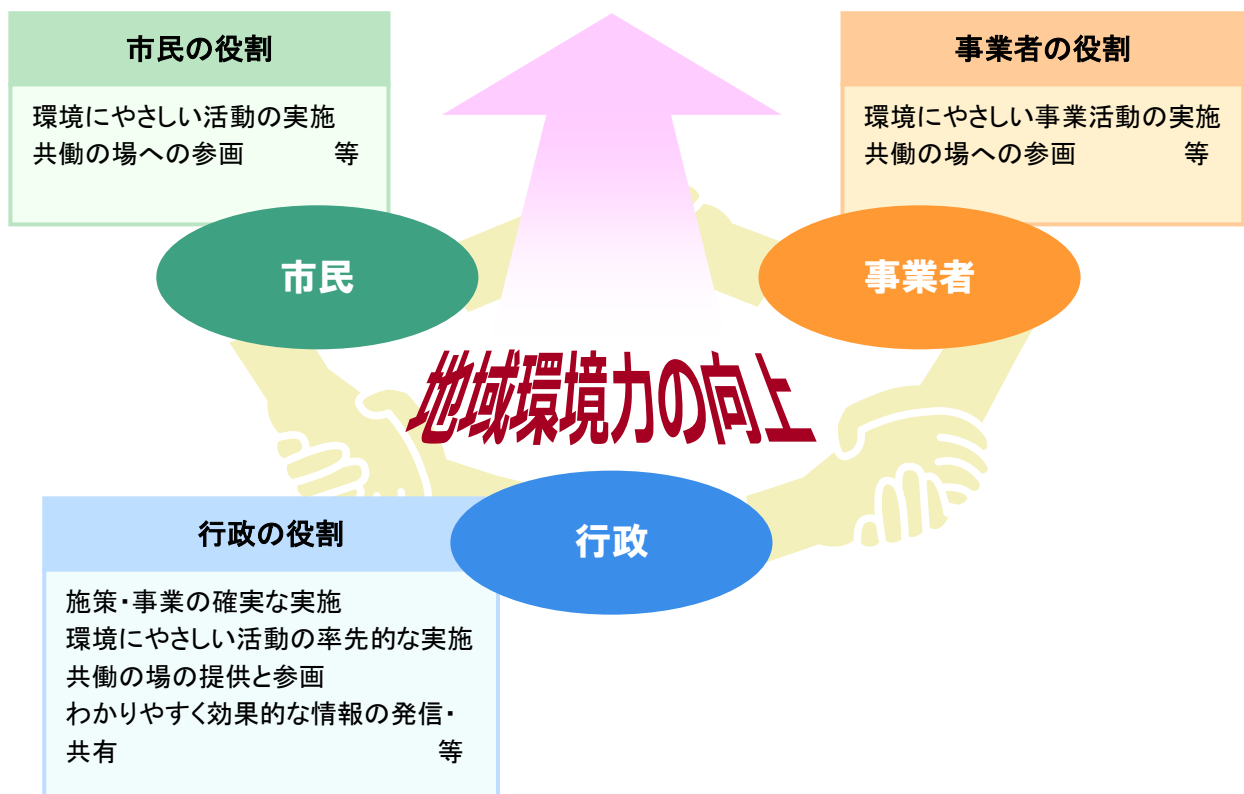 市民の役割
環境にやさしい活動の実施
共働の場への参画 等
事業者の役割
環境にやさしい事業活動の実施
共働の場への参画 等
市民
事業者
地域環境力の向上
行政
行政の役割
施策・事業の確実な実施
環境にやさしい活動の率先的な実施
共働の場の提供と参画
わかりやすく効果的な情報の発信・
共有 等